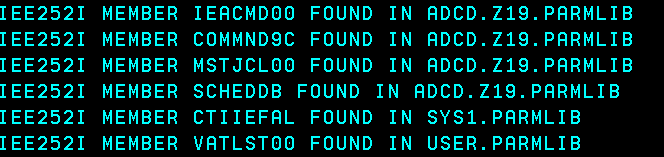 IEE252I MEMBER IEACMD00 FOUND IN ADCD.Z19.PARMLIB
IEE252I MEMBER COMMND9C FOUND IN ADCD.Z19.PARMLIB
IEE252I MEMBER MSTJCL00 FOUND IN ADCD.Z19.PARMLIB
IEE252I MEMBER SCHEDDB FOUND IN ADCD.Z19.PARMLIB
IEE252I MEMBER CTIIEFAL FOUND IN SYS1.PARMLIB
IEE252I MEMBER VATLST00 FOUND IN USER.PARMLIB